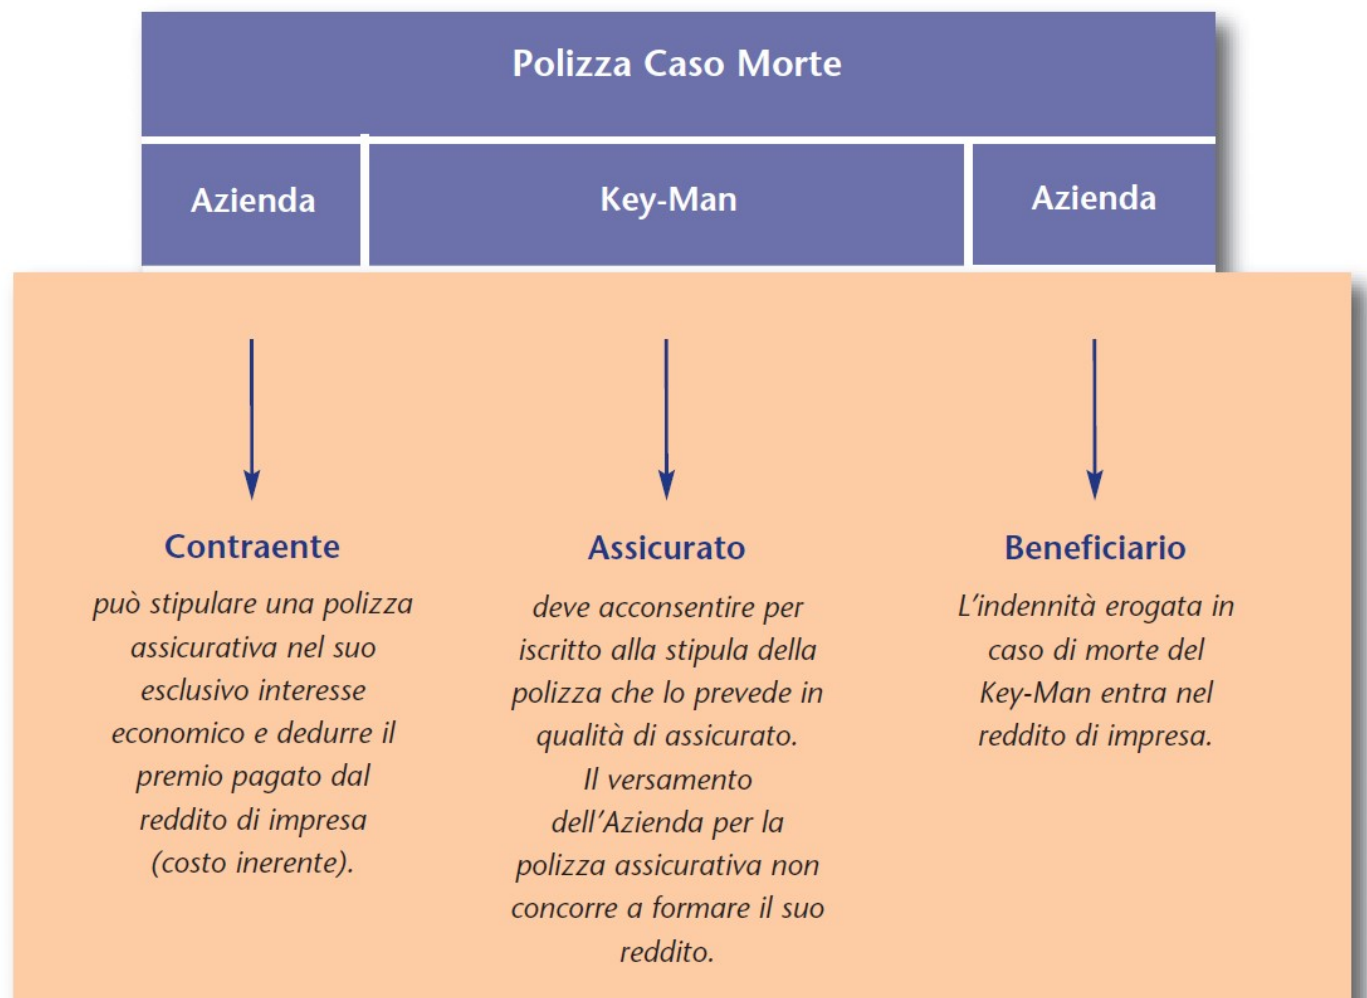 Polizza Caso Morte
Azienda
Key-Man
Azienda
Contraente
può stipulare una polizza
assicurativa nel suo
esclusivo interesse
economico e dedurre il
premio pagato dal
reddito di impresa
(costo inerente).
Assicurato
deve acconsentire per
iscritto alla stipula della
polizza che lo prevede in
qualità di assicurato.
Il versamento
dell'Azienda per la
polizza assicurativa non
concorre a formare il suo
reddito.
Beneficiario
L'indennità erogata in
caso di morte del
Key-Man entra nel
reddito di impresa.